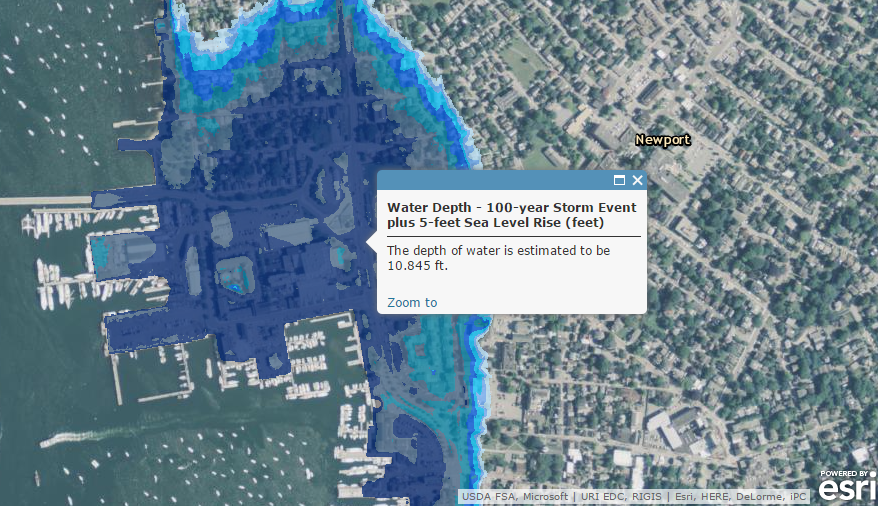 Newport
Water Depth - 100-year Storm Event
plus 5-feet Sea Level Rise (feet)
The depth of water is estimated to be
10.845 ft.
Zoom to
POWERED BY
esri
USDA FSA, Microsoft | URI EDC, RIGIS | Esri, HERE, DeLorme, iPC